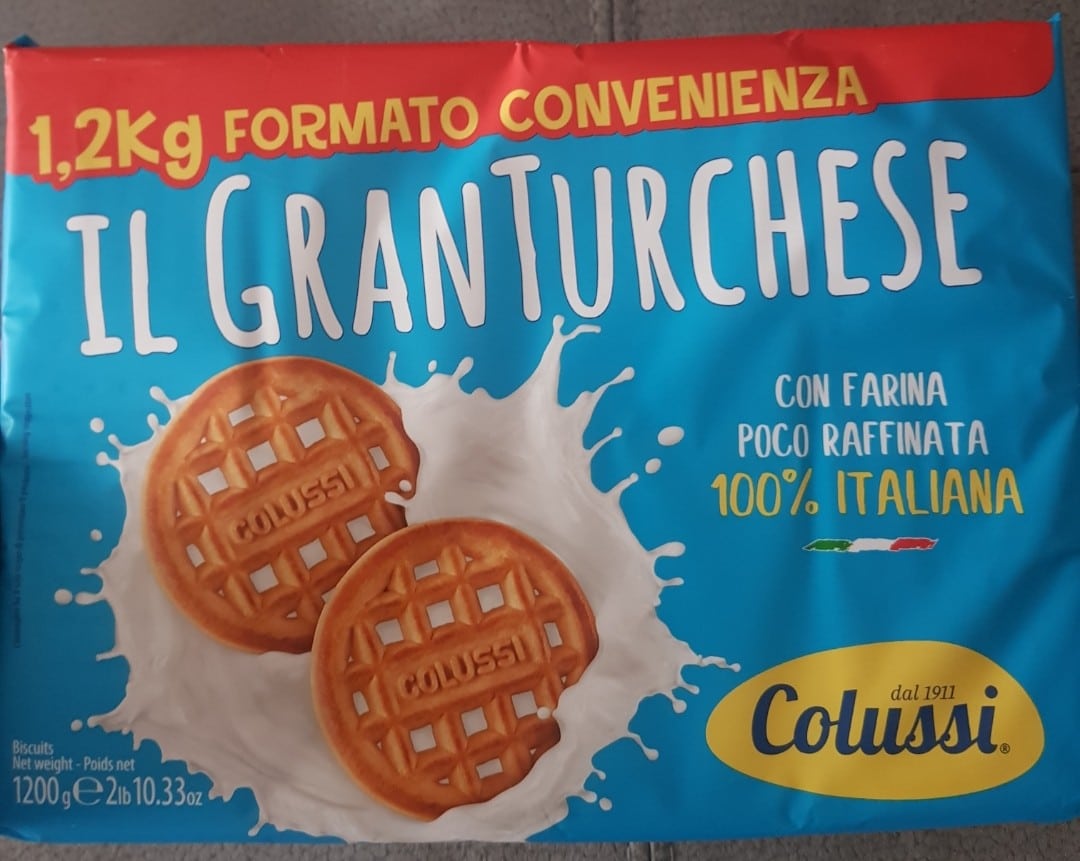 1,2Kg FORMATO CONVENIENZA
IL GRANTURCHESE
CON FARINA
POCO RAFFINATA
100% ITALIANA
COLUSSI
COLUSSI
dal 1911
Colussi®
Biscuits
Net weight - Poids net
1200 g e 2lb 10.33oz